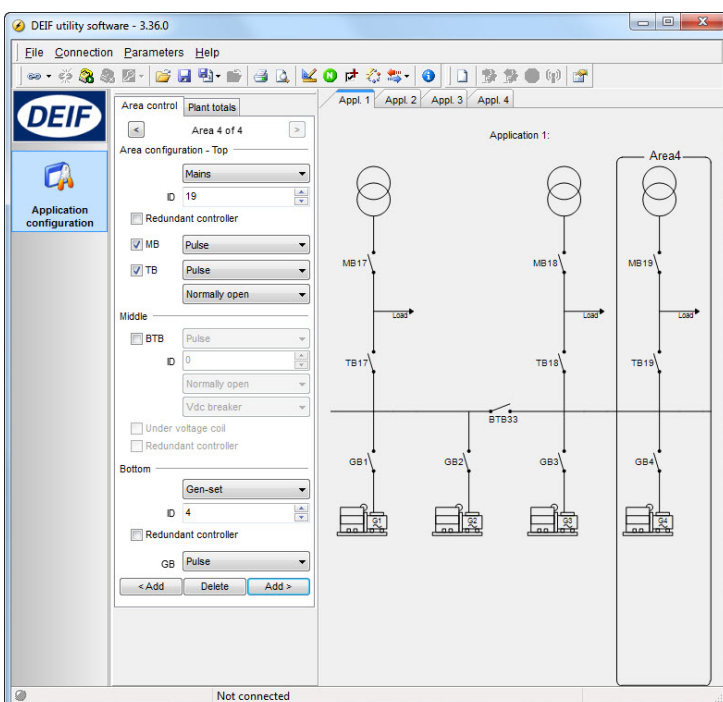 DEIF utility software - 3.36.0
File Connection Parameters Help
DEIF
Application
configuration
Area control Plant totals
< Area 4 of 4 >
Area configuration - Top
Mains
ID 19
Redundant controller
MB Pulse
TB Pulse
Normally open
Middle
BTB Pulse
ID 0
Normally open
Vdc breaker
Under voltage coil
Redundant controller
Bottom
Gen-set
ID 4
Redundant controller
GB Pulse
< Add Delete Add >
Appl. 1 Appl. 2 Appl. 3 Appl. 4
Application 1:
Area4
MB17 MB18 MB19
Load Load Load
TB17 TB18 TB19
BTB33
GB1 GB2 GB3 GB4
G1 G2 G3 G4
Not connected